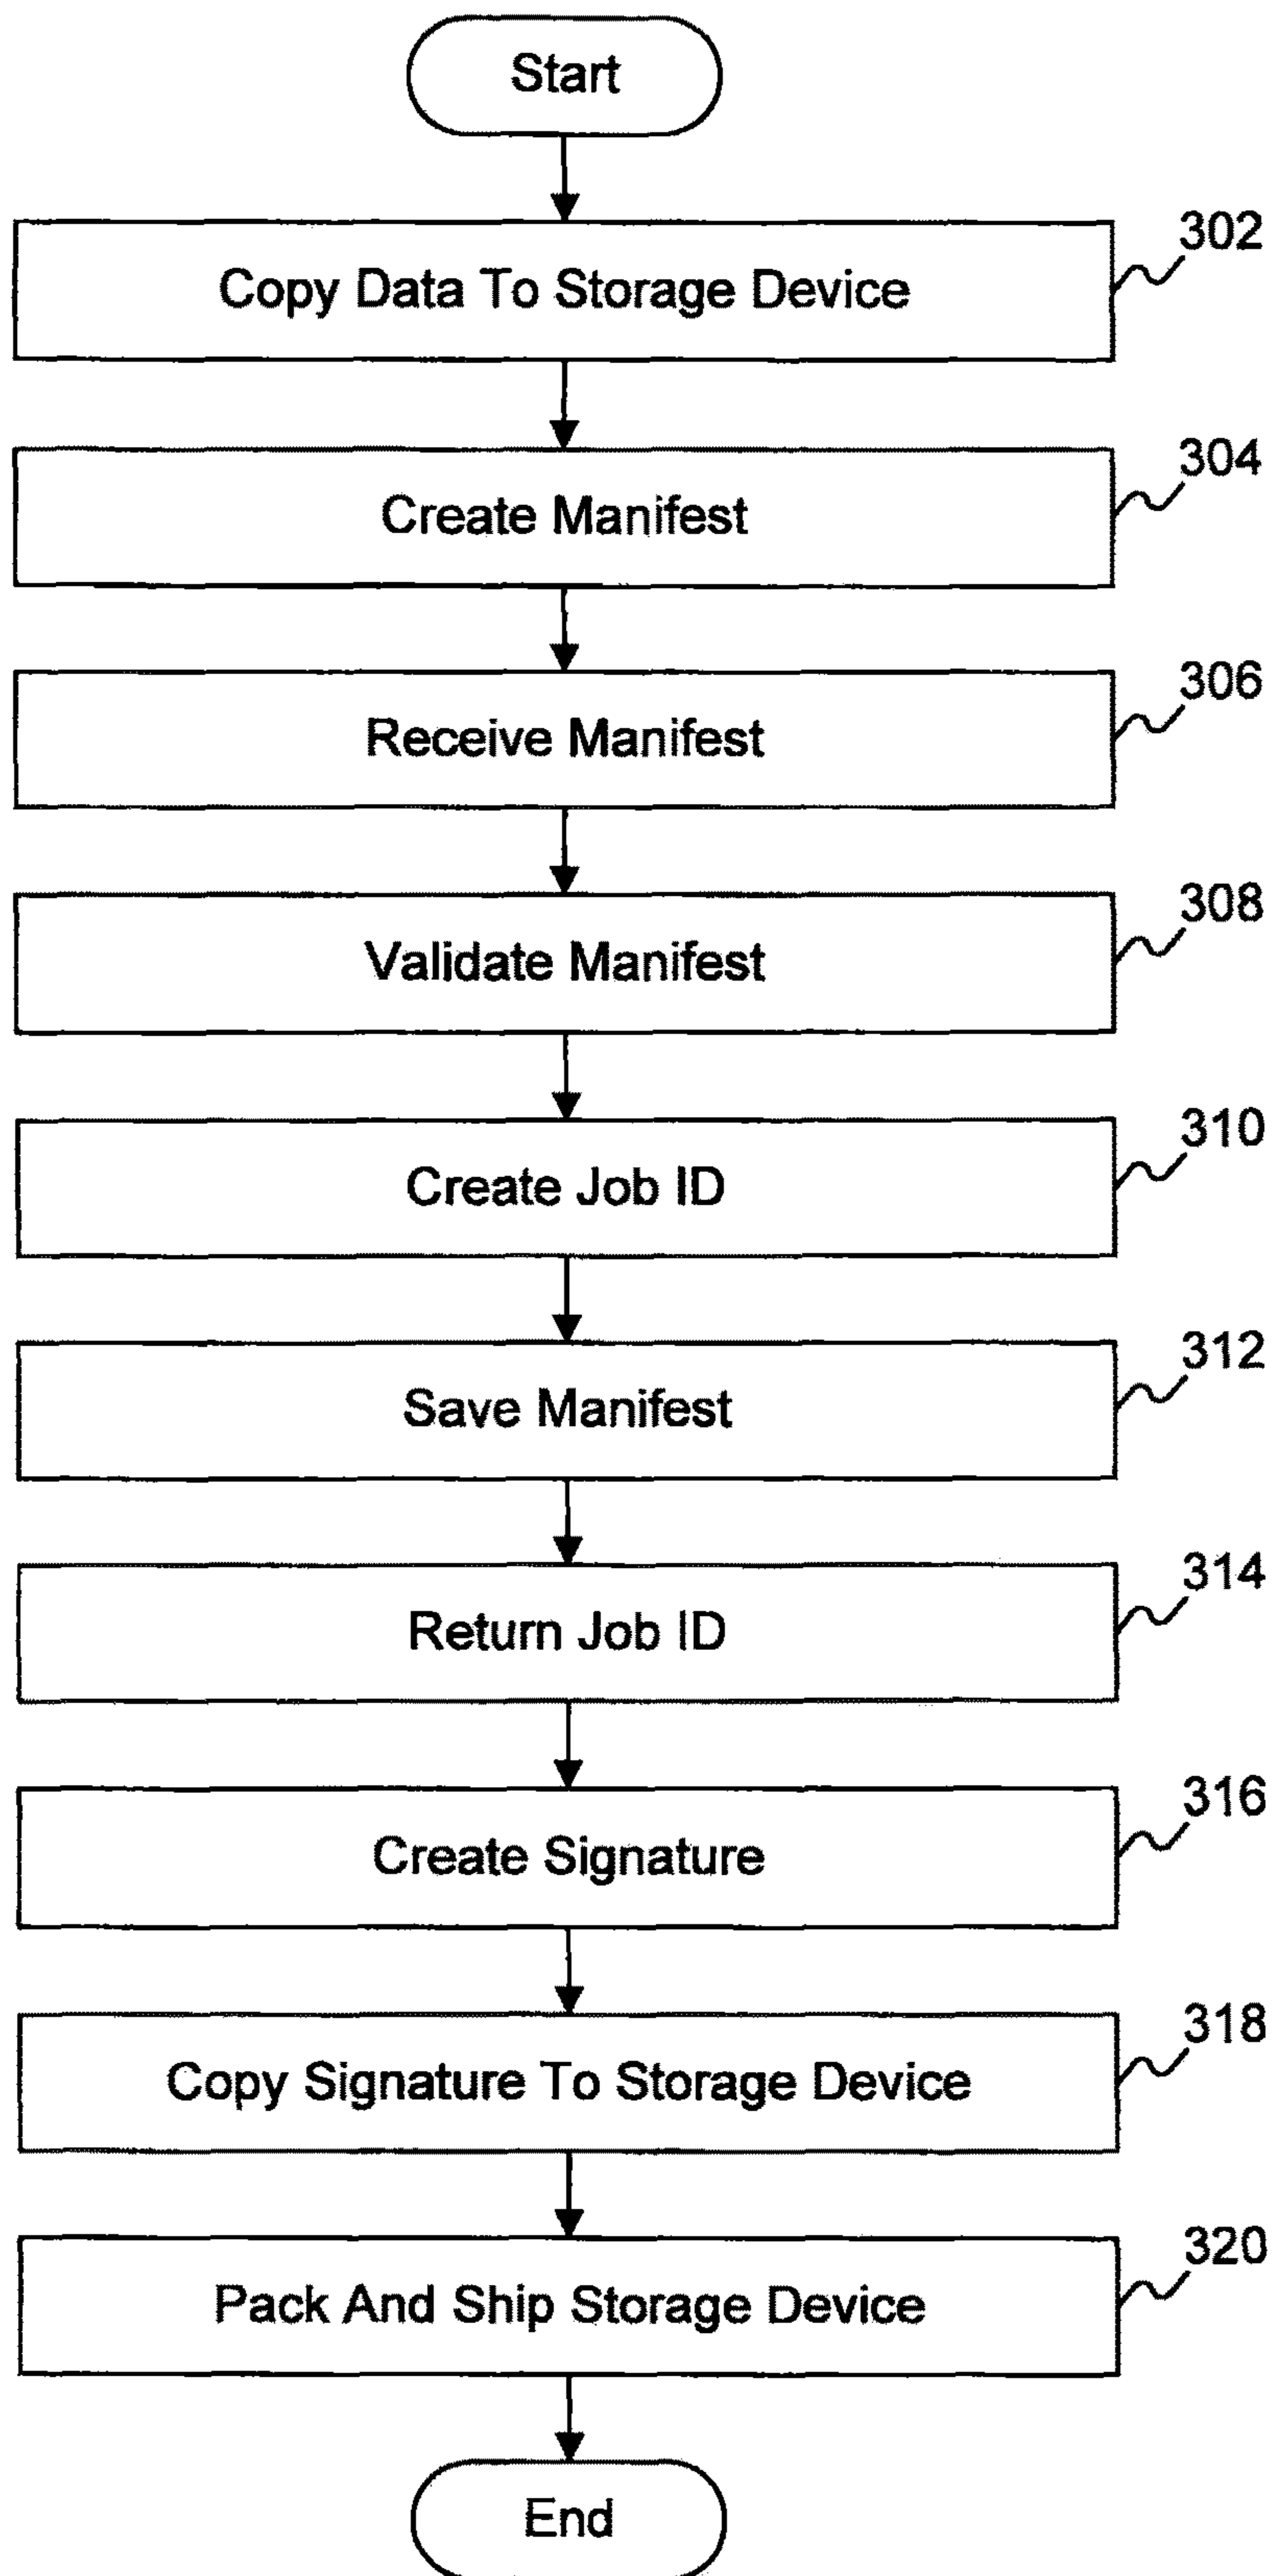 Start
302
Copy Data To Storage Device
304
Create Manifest
306
Receive Manifest
308
Validate Manifest
310
Create Job ID
312
Save Manifest
314
Return Job ID
316
Create Signature
318
Copy Signature To Storage Device
320
Pack And Ship Storage Device
End